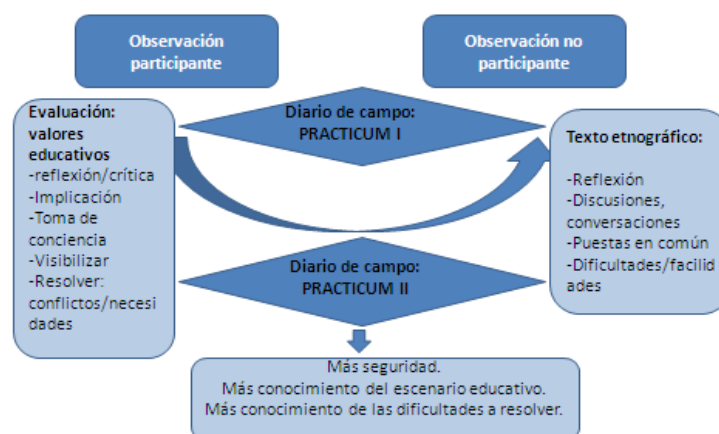 Observación
participante
Observación no
participante
Diario de campo:
PRACTICUM I
Evaluación:
valores
educativos
-reflexión/crítica
-Implicación
-Toma de
conciencia
-Visibilizar
-Resolver:
conflictos/necesi
dades
Texto etnográfico:
-Reflexión
-Discusiones,
conversaciones
-Puestas en común
-Dificultades/facilid
ades
Diario de campo:
PRACTICUM II
Más seguridad.
Más conocimiento del escenario educativo.
Más conocimiento de las dificultades a resolver.